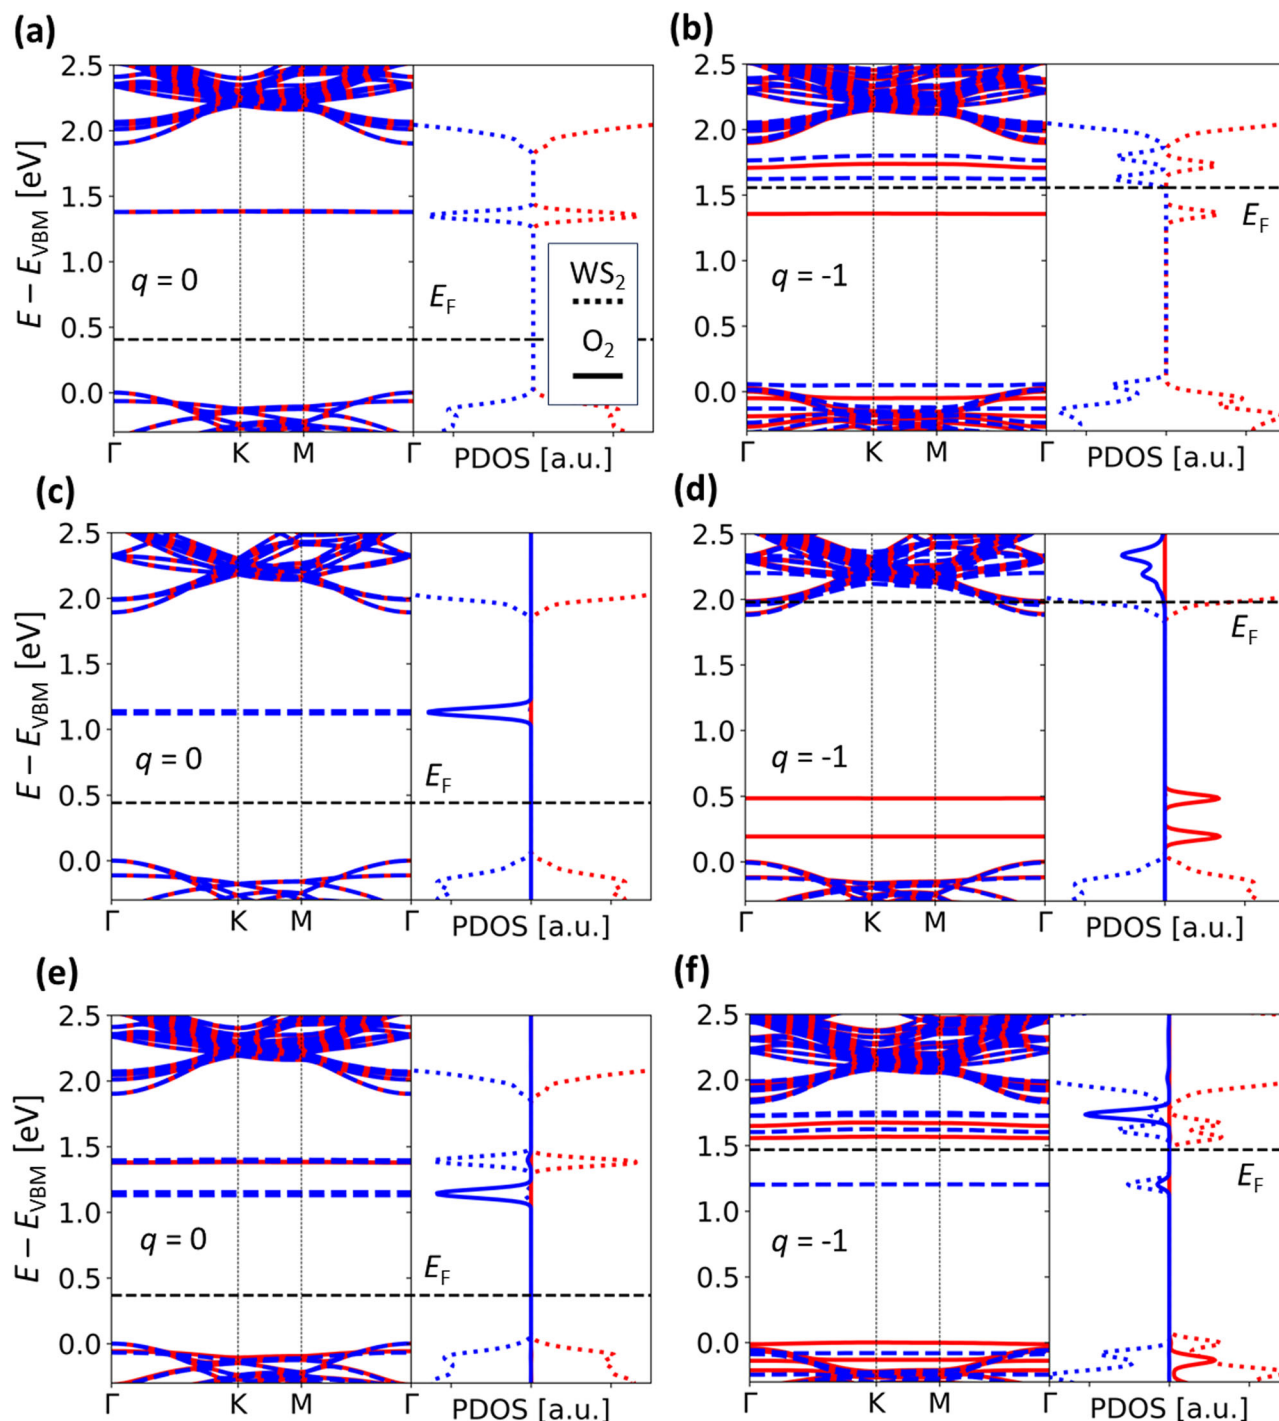 (a)
2.5
2.0
1.5
1.0
0.5
0.0
E − E_VBM [eV]
q = 0
E_F
WS₂
O₂
Γ K M Γ
PDOS [a.u.]
(b)
2.5
2.0
1.5
1.0
0.5
0.0
q = -1
E_F
Γ K M Γ
PDOS [a.u.]
(c)
2.5
2.0
1.5
1.0
0.5
0.0
E − E_VBM [eV]
q = 0
E_F
Γ K M Γ
PDOS [a.u.]
(d)
2.5
2.0
1.5
1.0
0.5
0.0
q = -1
E_F
Γ K M Γ
PDOS [a.u.]
(e)
2.5
2.0
1.5
1.0
0.5
0.0
E − E_VBM [eV]
q = 0
E_F
Γ K M Γ
PDOS [a.u.]
(f)
2.5
2.0
1.5
1.0
0.5
0.0
q = -1
E_F
Γ K M Γ
PDOS [a.u.]